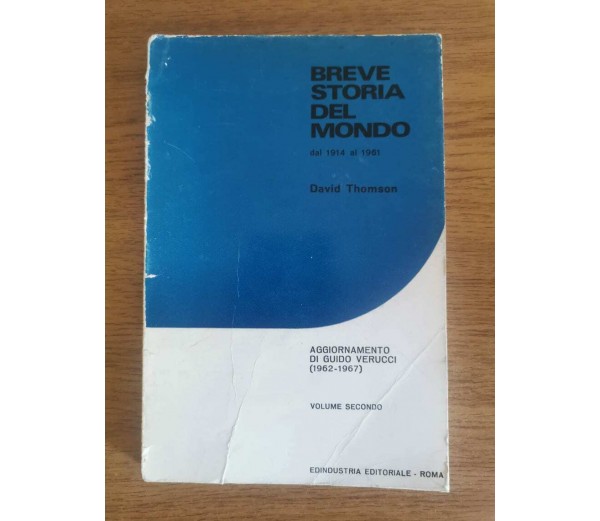 BREVE
STORIA
DEL
MONDO
dal 1914 al 1961
David Thomson
AGGIORNAMENTO
DI GUIDO VERUCCI
(1962-1967)
VOLUME SECONDO
EDINDUSTRIA EDITORIALE - ROMA